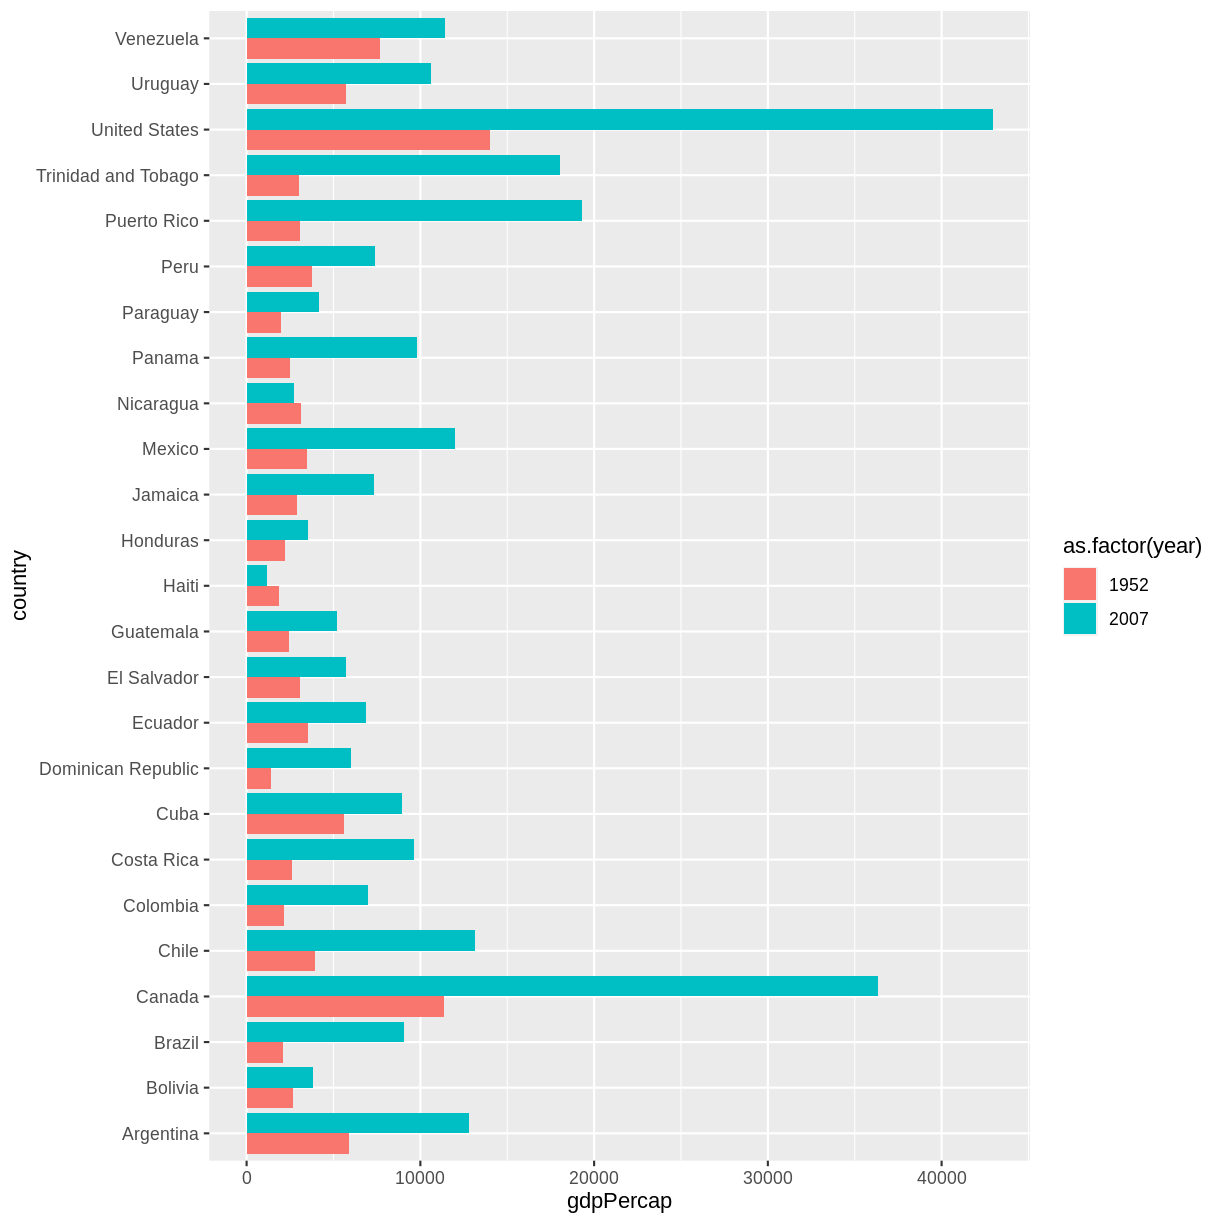 Venezuela
Uruguay
United States
Trinidad and Tobago
Puerto Rico
Peru
Paraguay
Panama
Nicaragua
Mexico
Jamaica
Honduras
Haiti
Guatemala
El Salvador
Ecuador
Dominican Republic
Cuba
Costa Rica
Colombia
Chile
Canada
Brazil
Bolivia
Argentina
country
0 10000 20000 30000 40000
gdpPercap
as.factor(year)
1952
2007